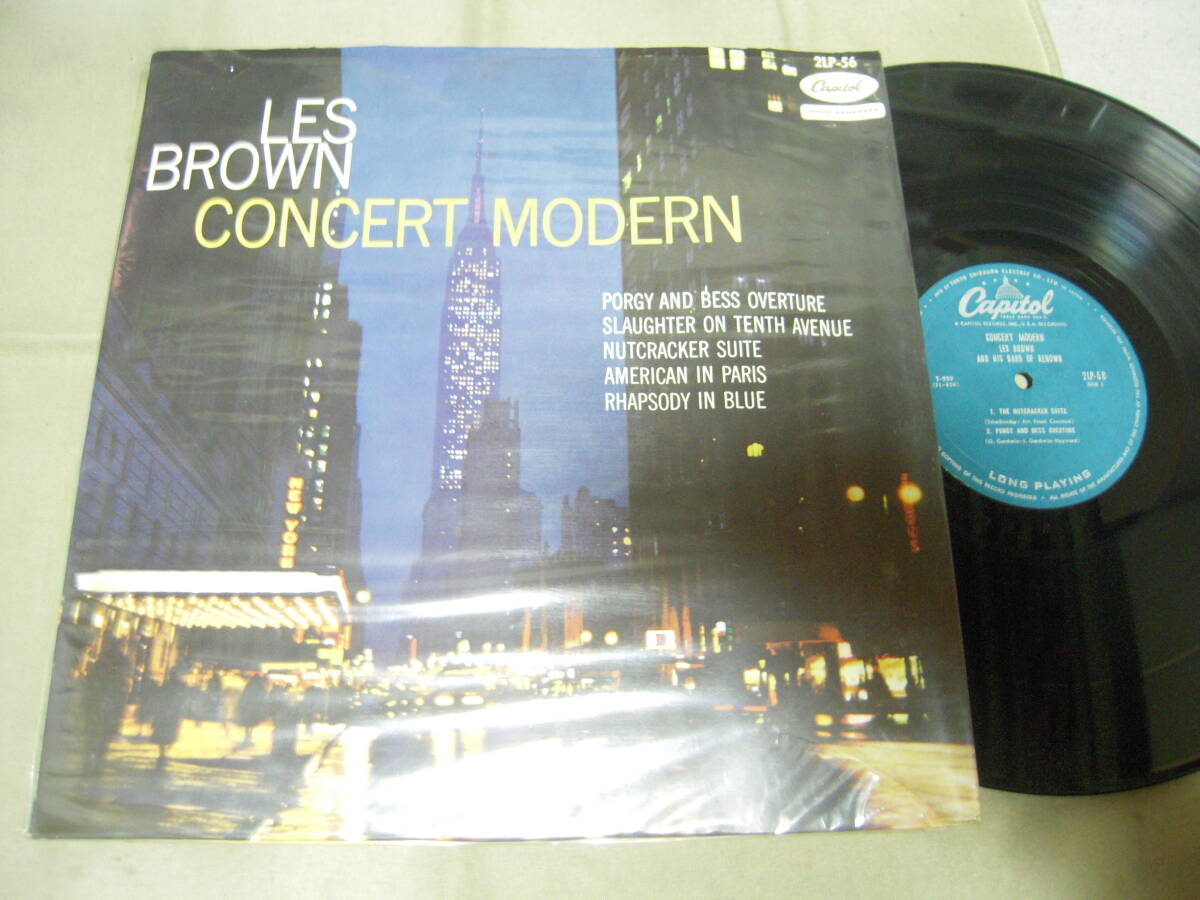 2LP-56
Capitol
LES
BROWN
CONCERT MODERN
PORGY AND BESS OVERTURE
SLAUGHTER ON TENTH AVENUE
NUTCRACKER SUITE
AMERICAN IN PARIS
RHAPSODY IN BLUE
NEW YORK
Capitol
CONCERT MODERN
LES BROWN
AND HIS BAND OF RENOWN
1. THE NUTCRACKER SUITE
2. PORGY AND BESS OVERTURE
LONG PLAYING